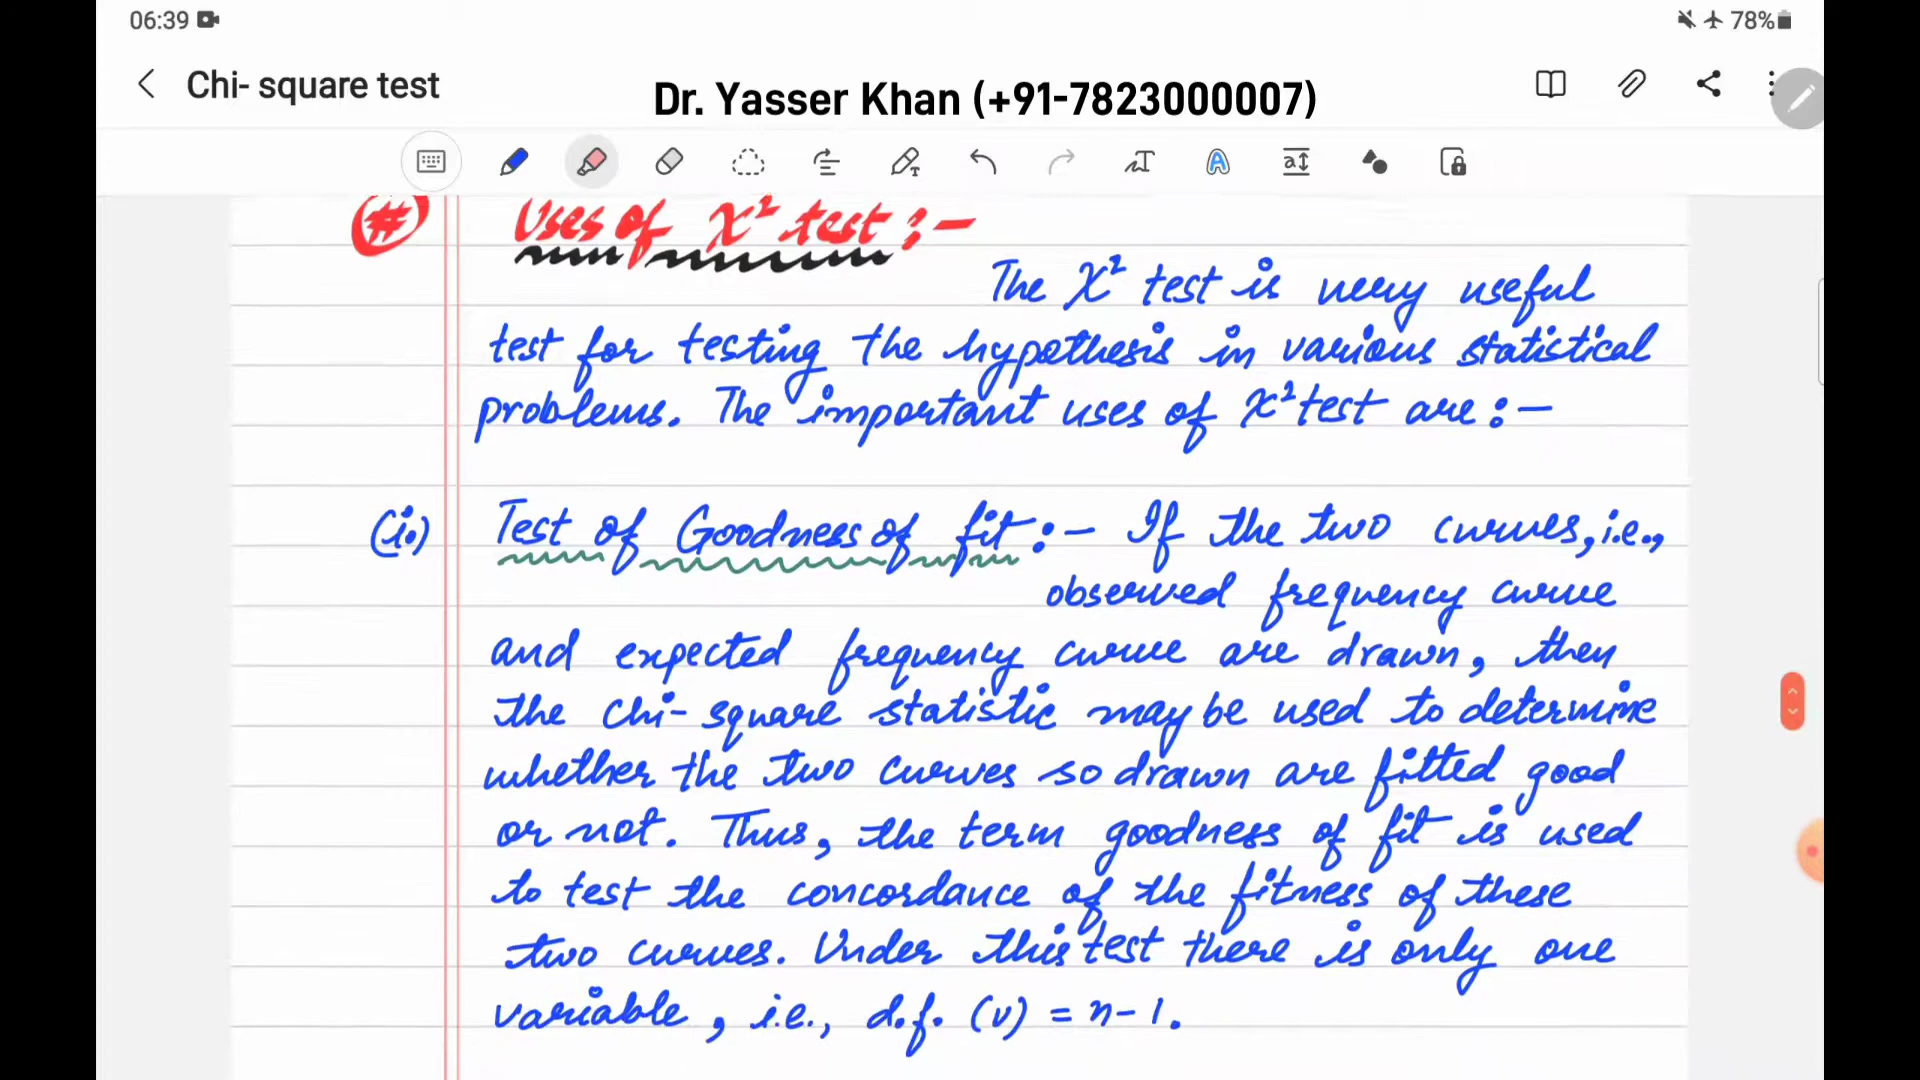 06:39
78%
Chi- square test
Dr. Yasser Khan (+91-7823000007)
# Uses of χ² test :-
The χ² test is very useful
test for testing the hypothesis in various statistical
problems. The important uses of χ² test are :-
(i.) Test of Goodness of fit :- If the two curves, i.e.,
observed frequency curve
and expected frequency curve are drawn, then
the chi-square statistic may be used to determine
whether the two curves so drawn are fitted good
or not. Thus, the term goodness of fit is used
to test the concordance of the fitness of these
two curves. Under this test there is only one
variable, i.e., d.f. (v) = n-1.